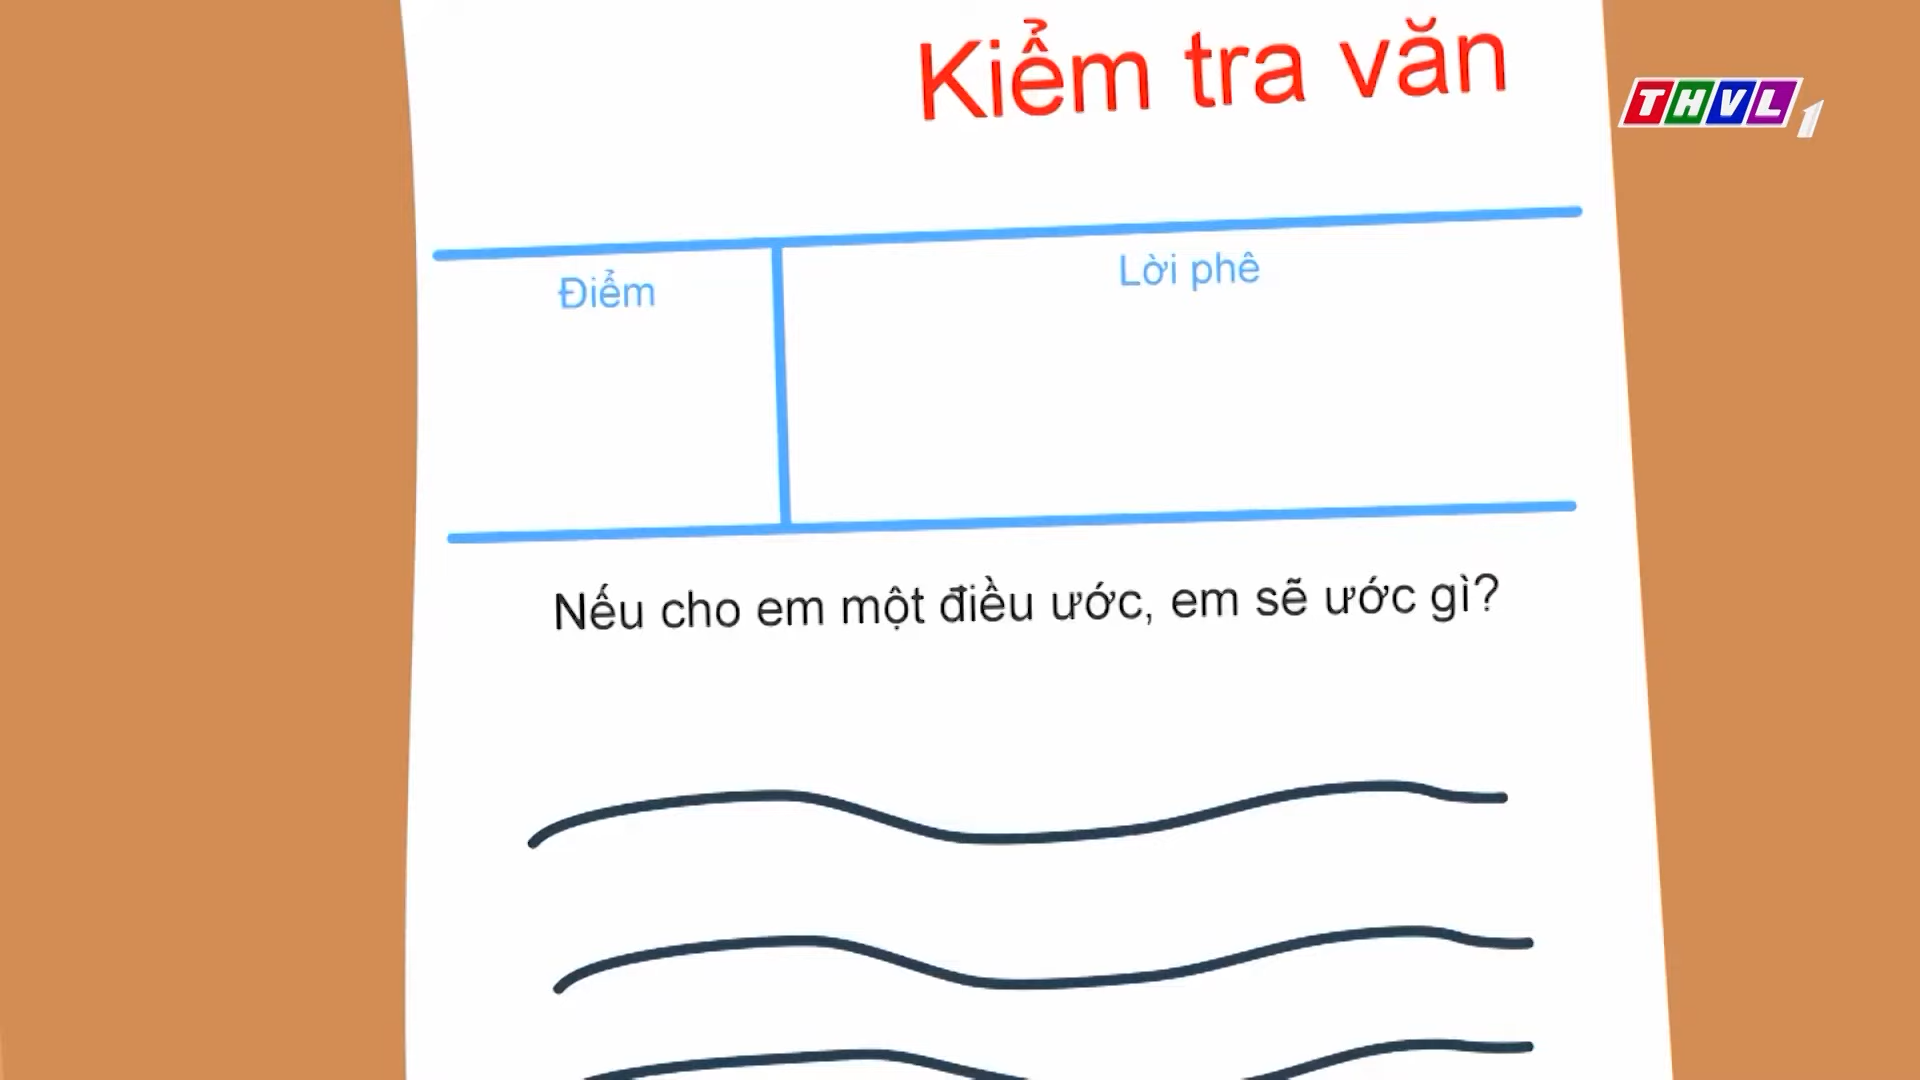 Kiểm tra văn
THVL1
Điểm
Lời phê
Nếu cho em một điều ước, em sẽ ước gì?